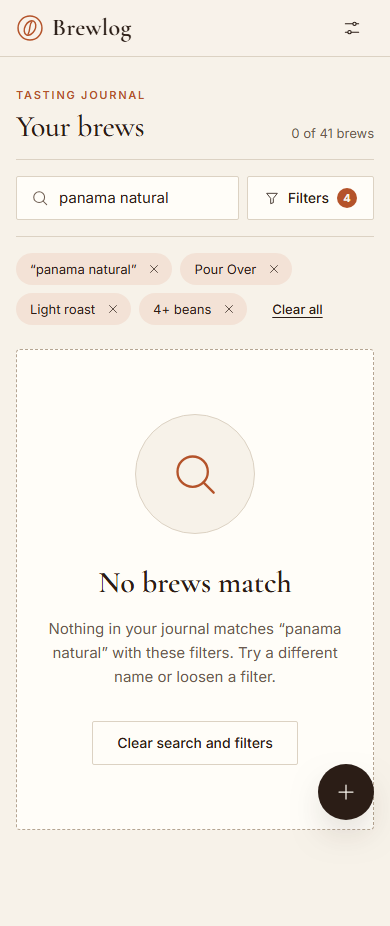 Brewlog
TASTING JOURNAL
Your brews
0 of 41 brews
panama natural
Filters 4
“panama natural”
Pour Over
Light roast
4+ beans
Clear all
No brews match
Nothing in your journal matches “panama
natural” with these filters. Try a different
name or loosen a filter.
Clear search and filters